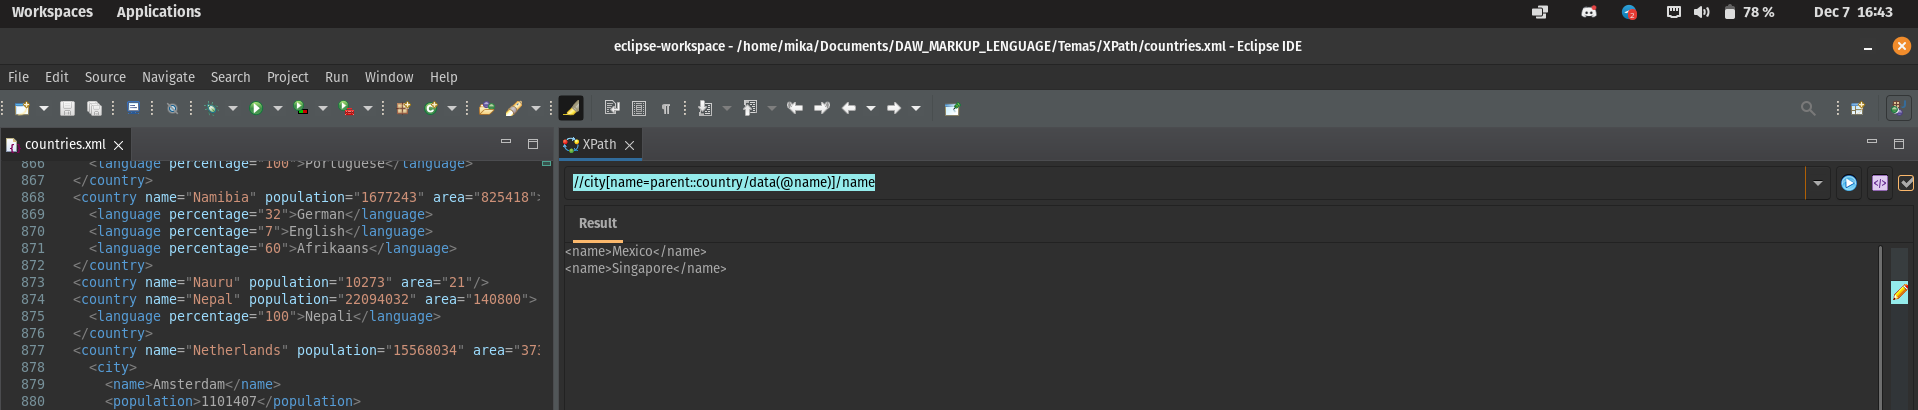 Workspaces Applications 2 78 % Dec 7 16:43
eclipse-workspace - /home/mika/Documents/DAW_MARKUP_LENGUAGE/Tema5/XPath/countries.xml - Eclipse IDE
File Edit Source Navigate Search Project Run Window Help
countries.xml
866 <language percentage="100">Portuguese</language>
867 </country>
868 <country name="Namibia" population="1677243" area="825418">
869 <language percentage="32">German</language>
870 <language percentage="7">English</language>
871 <language percentage="60">Afrikaans</language>
872 </country>
873 <country name="Nauru" population="10273" area="21"/>
874 <country name="Nepal" population="22094032" area="140800">
875 <language percentage="100">Nepali</language>
876 </country>
877 <country name="Netherlands" population="15568034" area="373
878 <city>
879 <name>Amsterdam</name>
880 <population>1101407</population>
XPath
//city[name=parent::country/data(@name)]/name
Result
<name>Mexico</name>
<name>Singapore</name>